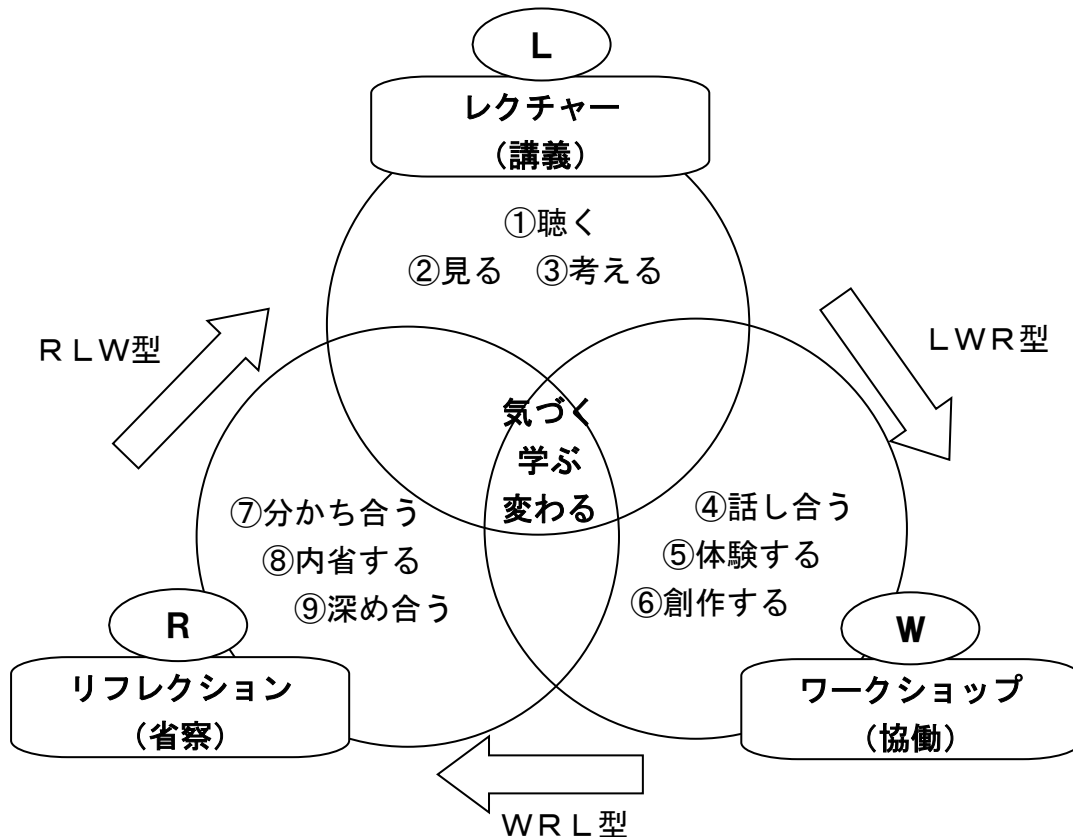 L
レクチャー
（講義）
①聴く
②見る　③考える
ＲＬＷ型
ＬＷＲ型
気づく
学ぶ
変わる
⑦分かち合う
⑧内省する
⑨深め合う
④話し合う
⑤体験する
⑥創作する
R
リフレクション
（省察）
W
ワークショップ
（協働）
ＷＲＬ型